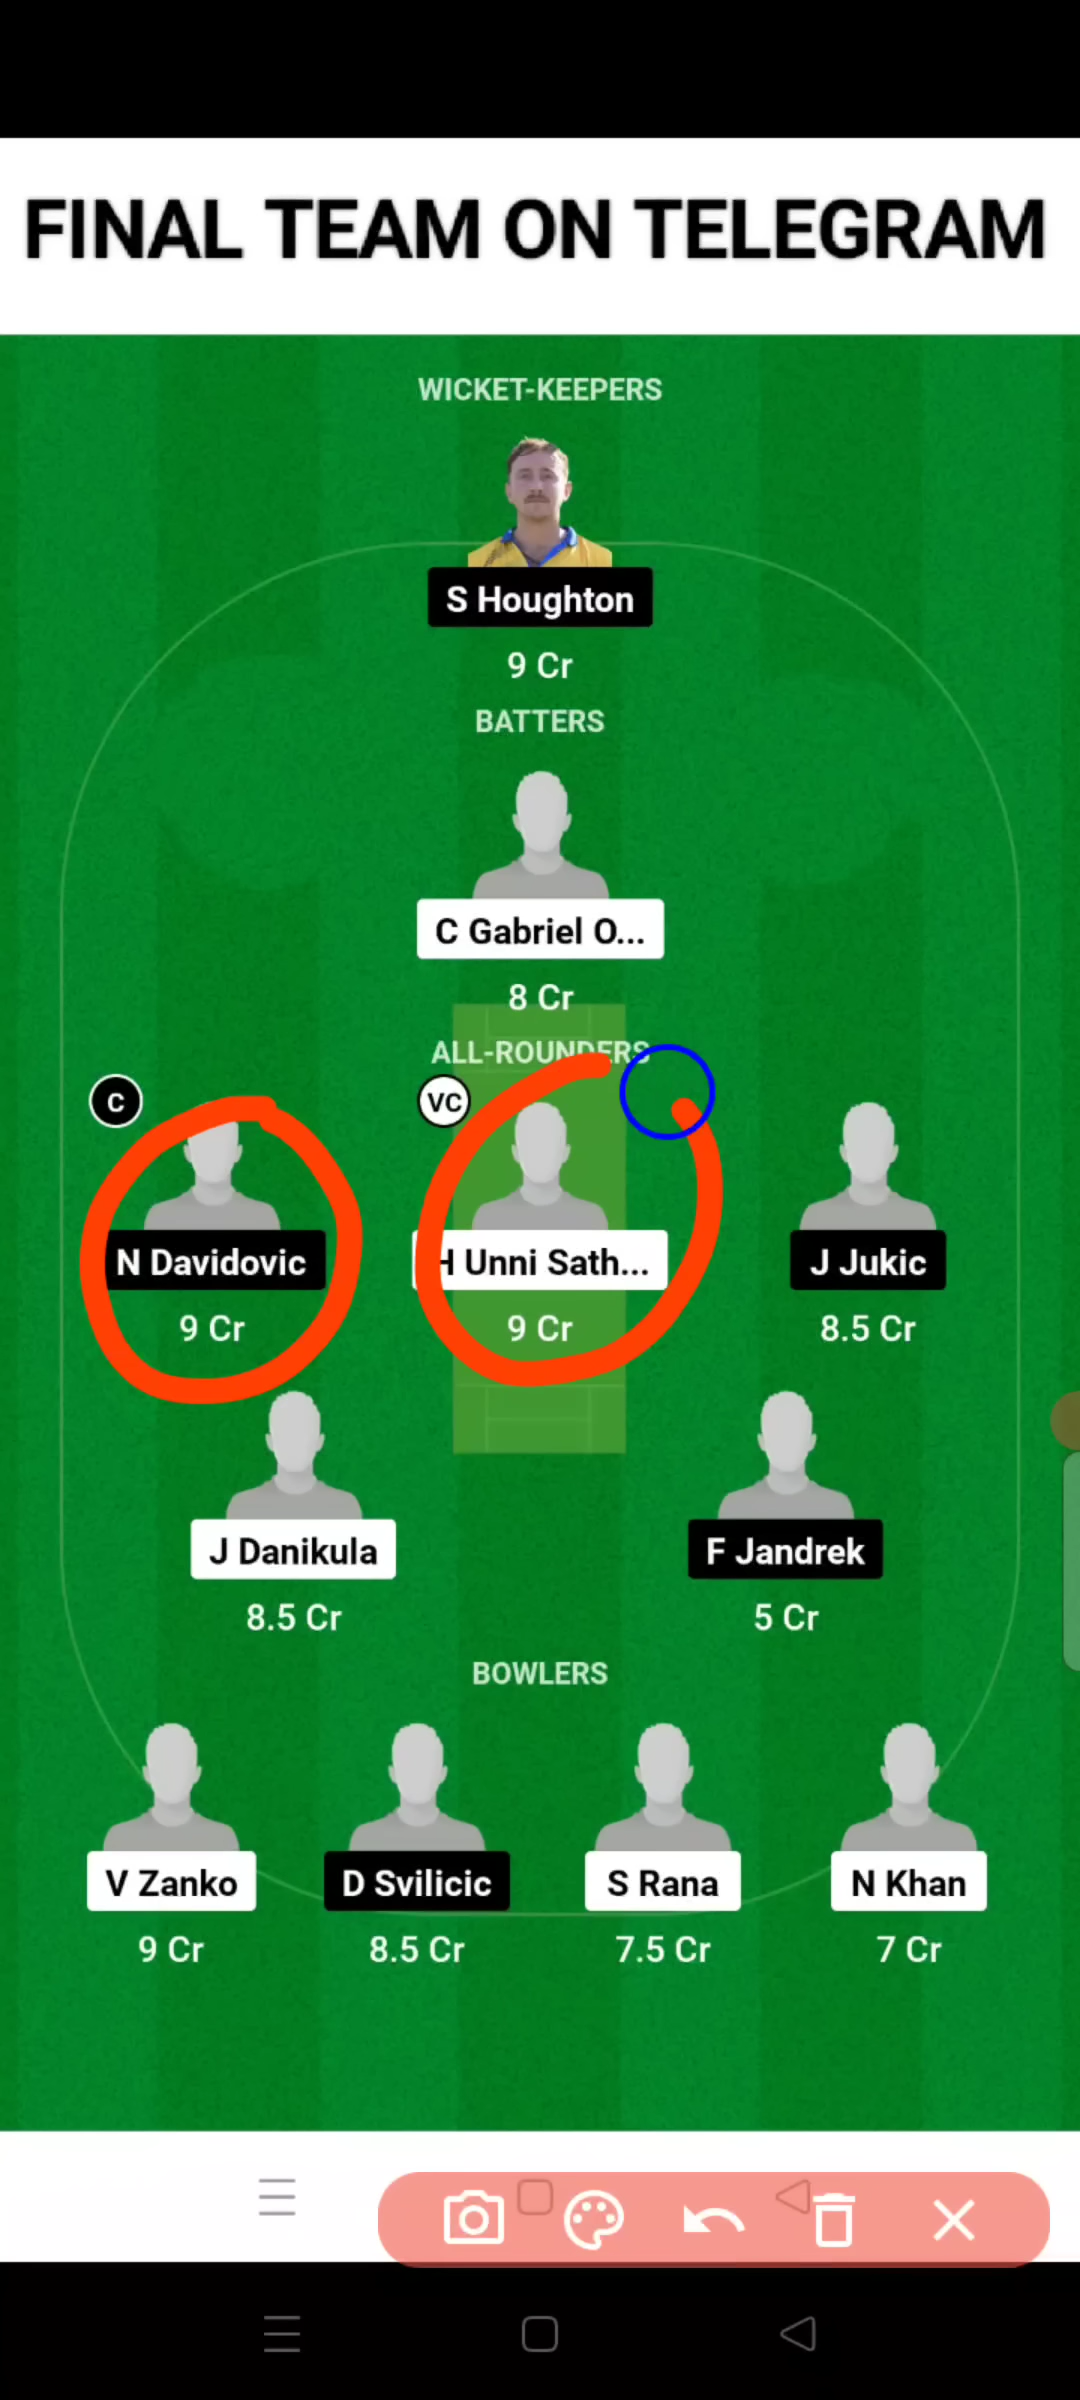 FINAL TEAM ON TELEGRAM
WICKET-KEEPERS
S Houghton
9 Cr
BATTERS
C Gabriel O...
8 Cr
ALL-ROUNDERS
C
VC
N Davidovic
H Unni Sath...
J Jukic
9 Cr
9 Cr
8.5 Cr
J Danikula
F Jandrek
8.5 Cr
5 Cr
BOWLERS
V Zanko
D Svilicic
S Rana
N Khan
9 Cr
8.5 Cr
7.5 Cr
7 Cr